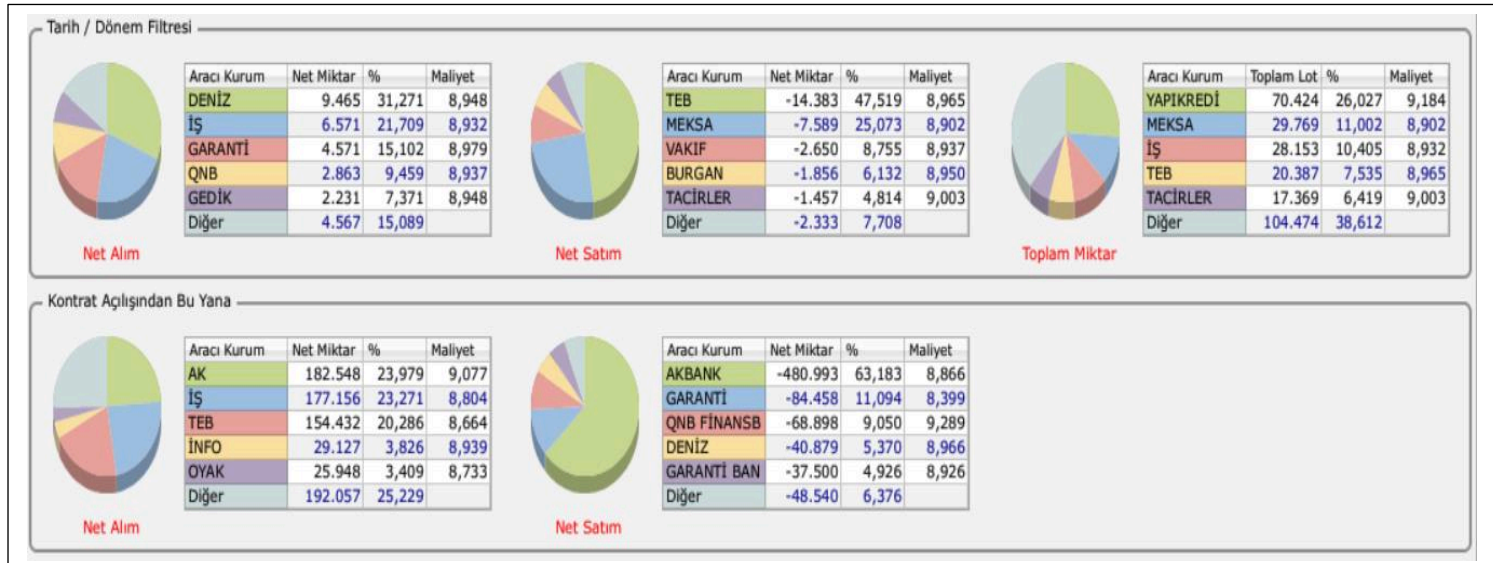 Tarih / Dönem Filtresi
Aracı Kurum Net Miktar % Maliyet
DENİZ 9.465 31,271 8,948
İŞ 6.571 21,709 8,932
GARANTİ 4.571 15,102 8,979
QNB 2.863 9,459 8,937
GEDİK 2.231 7,371 8,948
Diğer 4.567 15,089
Net Alım
Aracı Kurum Net Miktar % Maliyet
TEB -14.383 47,519 8,965
MEKSA -7.589 25,073 8,902
VAKIF -2.650 8,755 8,937
BURGAN -1.856 6,132 8,950
TACİRLER -1.457 4,814 9,003
Diğer -2.333 7,708
Net Satım
Aracı Kurum Toplam Lot % Maliyet
YAPIKREDİ 70.424 26,027 9,184
MEKSA 29.769 11,002 8,902
İŞ 28.153 10,405 8,932
TEB 20.387 7,535 8,965
TACİRLER 17.369 6,419 9,003
Diğer 104.474 38,612
Toplam Miktar
Kontrat Açılışından Bu Yana
Aracı Kurum Net Miktar % Maliyet
AK 182.548 23,979 9,077
İŞ 177.156 23,271 8,804
TEB 154.432 20,286 8,664
İNFO 29.127 3,826 8,939
OYAK 25.948 3,409 8,733
Diğer 192.057 25,229
Net Alım
Aracı Kurum Net Miktar % Maliyet
AKBANK -480.993 63,183 8,866
GARANTİ -84.458 11,094 8,399
QNB FİNANSB -68.898 9,050 9,289
DENİZ -40.879 5,370 8,966
GARANTİ BAN -37.500 4,926 8,926
Diğer -48.540 6,376
Net Satım